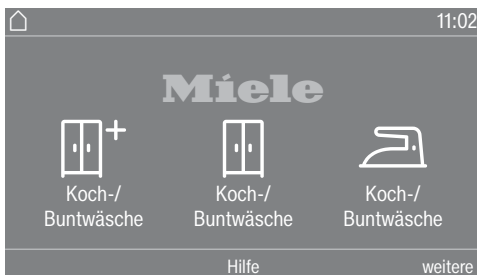 11:02
Miele
Koch-/ Koch-/ Koch-/
Buntwäsche Buntwäsche Buntwäsche
Hilfe weitere